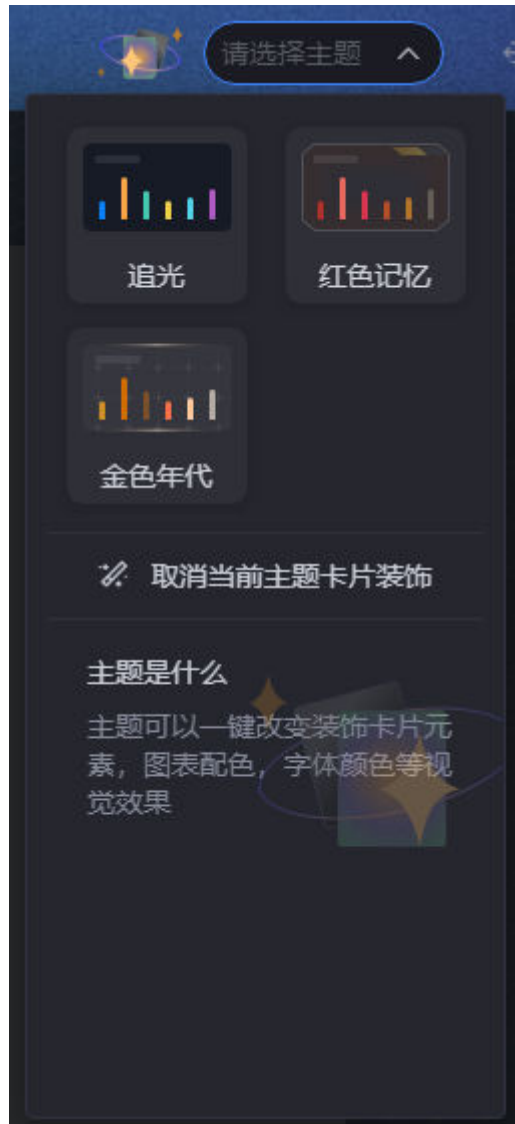 请选择主题
追光
红色记忆
金色年代
取消当前主题卡片装饰
主题是什么
主题可以一键改变装饰卡片元
素，图表配色，字体颜色等视
觉效果